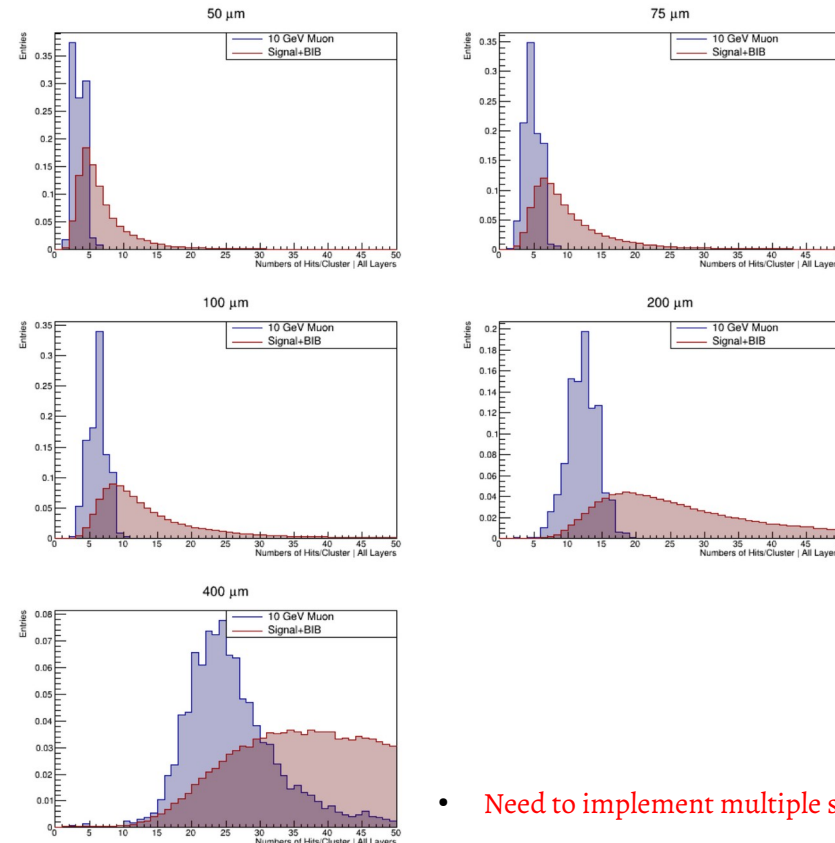 50 μm
Entries
0.35
0.3
0.25
0.2
0.15
0.1
0.05
0
10 GeV Muon
Signal+BIB
0 5 10 15 20 25 30 35 40 45 50
Numbers of Hits/Cluster | All Layers
75 μm
Entries
0.35
0.3
0.25
0.2
0.15
0.1
0.05
0
10 GeV Muon
Signal+BIB
0 5 10 15 20 25 30 35 40 45
Numbers of Hits/Cluster | All Layers
100 μm
Entries
0.35
0.3
0.25
0.2
0.15
0.1
0.05
0
10 GeV Muon
Signal+BIB
0 5 10 15 20 25 30 35 40 45 50
Numbers of Hits/Cluster | All Layers
200 μm
Entries
0.2
0.18
0.16
0.14
0.12
0.1
0.08
0.06
0.04
0.02
0
10 GeV Muon
Signal+BIB
0 5 10 15 20 25 30 35 40 45
Numbers of Hits/Cluster | All Layers
400 μm
Entries
0.08
0.07
0.06
0.05
0.04
0.03
0.02
0.01
0
10 GeV Muon
Signal+BIB
0 5 10 15 20 25 30 35 40 45 50
Numbers of Hits/Cluster | All Layers
• Need to implement multiple s